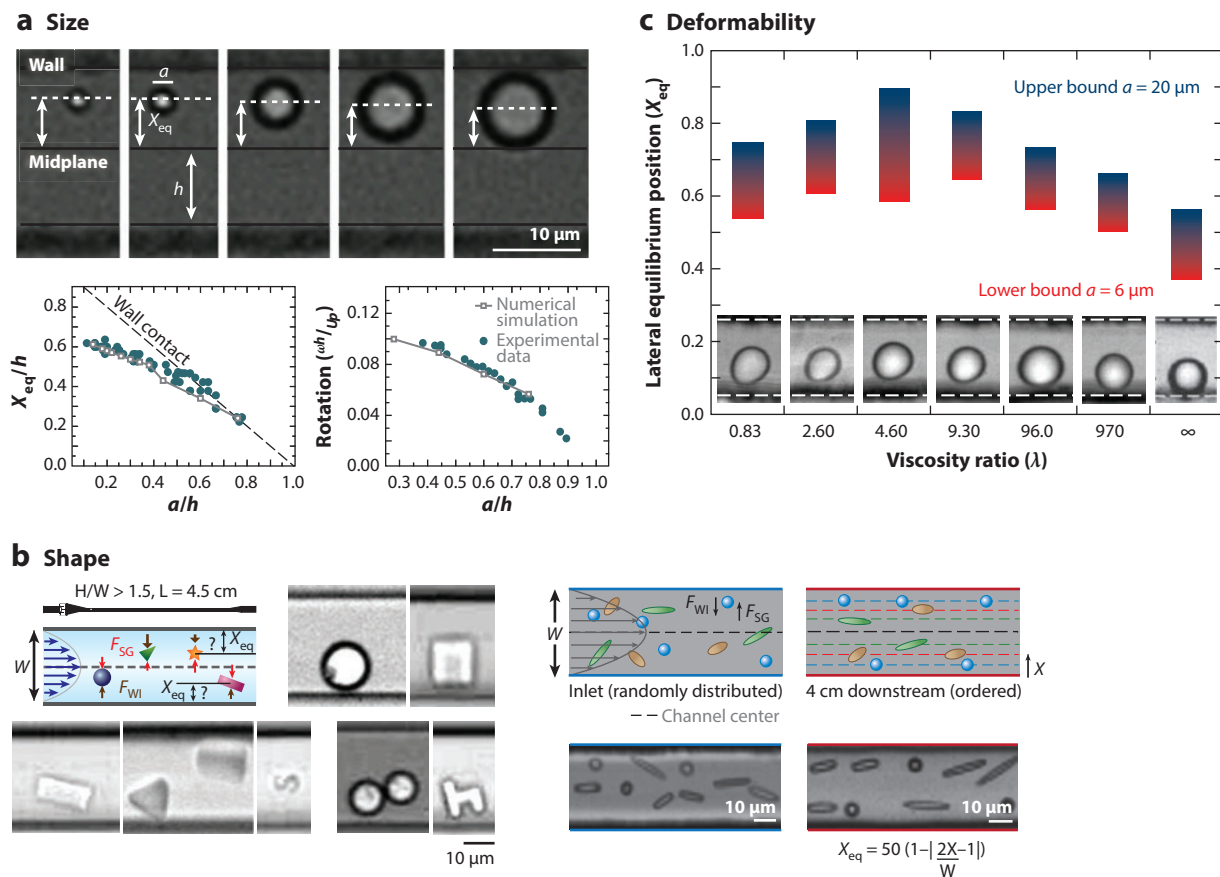 a Size
Wall
a
X_eq
Midplane
h
10 µm
X_eq/h
0.8
0.6
0.4
0.2
0.0
Wall contact
0.2 0.4 0.6 0.8 1.0
a/h
Rotation (ωh/U_p)
0.12
0.08
0.04
0.00
Numerical
simulation
Experimental
data
0.3 0.4 0.5 0.6 0.7 0.8 0.9 1.0
a/h
c Deformability
Lateral equilibrium position (X_eq)
1.0
0.8
0.6
0.4
0.2
0.0
Upper bound a = 20 µm
Lower bound a = 6 µm
0.83 2.60 4.60 9.30 96.0 970 ∞
Viscosity ratio (λ)
b Shape
H/W > 1.5, L = 4.5 cm
W
F_SG
F_WI
?
X_eq
X_eq
?
10 µm
W
F_WI
F_SG
Inlet (randomly distributed)
Channel center
X
4 cm downstream (ordered)
10 µm
10 µm
X_eq = 50 (1–|2X/W–1|)